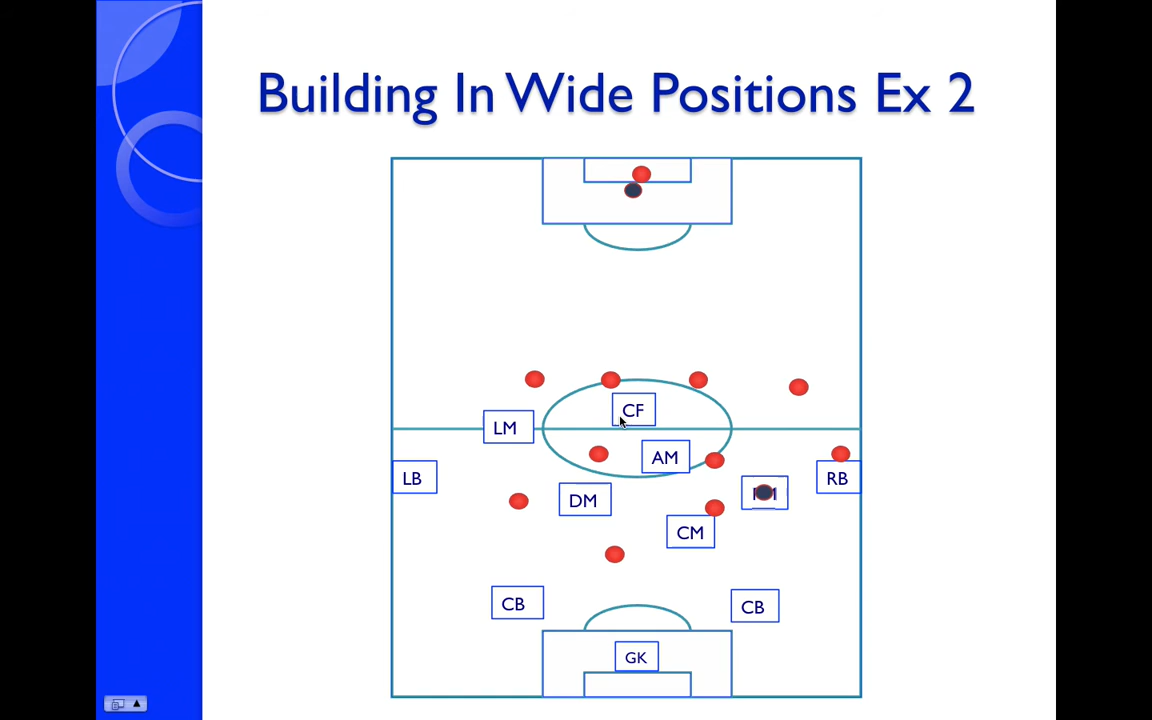 Building In Wide Positions Ex 2
CF
LM
AM
LB
RB
DM
CM
CB
CB
GK